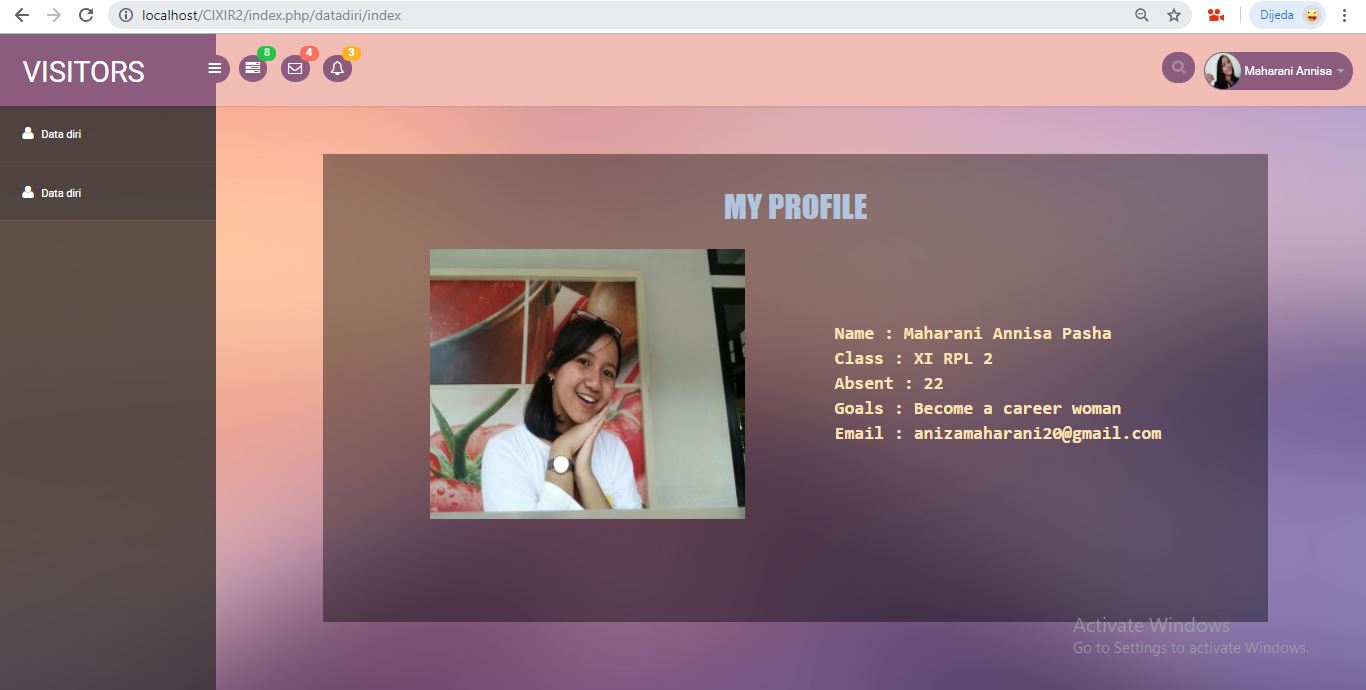 localhost/CIXIR2/index.php/datadiri/index
Dijeda
VISITORS
8
4
3
Maharani Annisa
Data diri
Data diri
MY PROFILE
Name : Maharani Annisa Pasha
Class : XI RPL 2
Absent : 22
Goals : Become a career woman
Email : anizamaharani20@gmail.com
Activate Windows
Go to Settings to activate Windows.